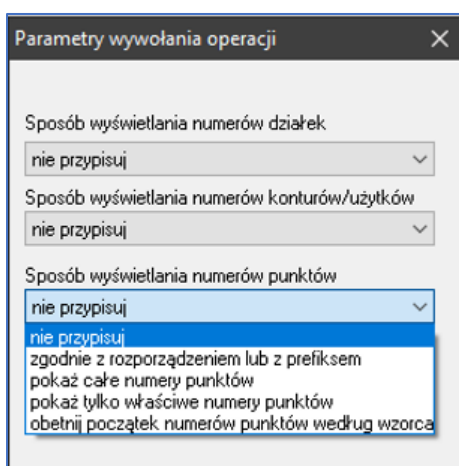 Parametry wywołania operacji
Sposób wyświetlania numerów działek
nie przypisuj
Sposób wyświetlania numerów konturów/użytków
nie przypisuj
Sposób wyświetlania numerów punktów
nie przypisuj
nie przypisuj
zgodnie z rozporządzeniem lub z prefiksem
pokaż całe numery punktów
pokaż tylko właściwe numery punktów
obetnij początek numerów punktów według wzorca